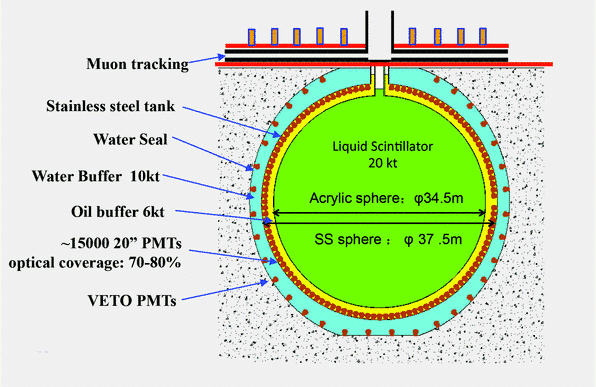 Muon tracking
Stainless steel tank
Water Seal
Water Buffer 10kt
Oil buffer 6kt
~15000 20” PMTs
optical coverage: 70-80%
VETO PMTs
Liquid Scintillator
20 kt
Acrylic sphere：φ34.5m
SS sphere ： φ 37 .5m